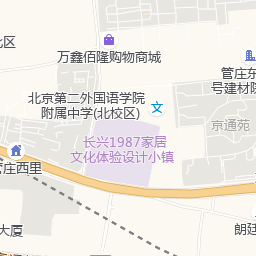 北区
万鑫佰隆购物商城
管庄东
号建材院
北京第二外国语学院
附属中学(北校区)
京通苑
长兴1987家居
文化体验设计小镇
管庄西里
大厦
朗廷